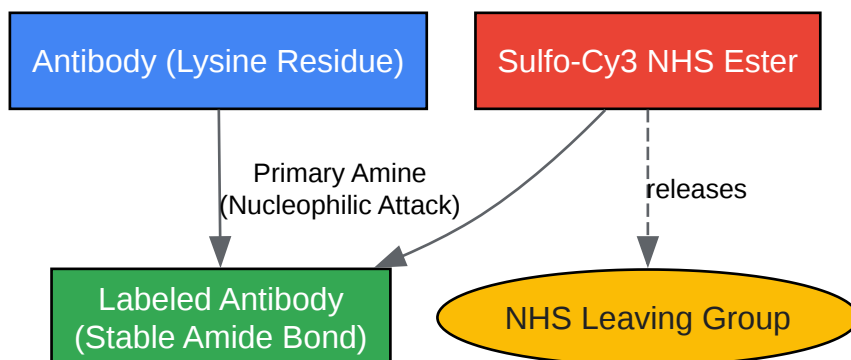 Antibody (Lysine Residue)
Sulfo-Cy3 NHS Ester
Primary Amine
(Nucleophilic Attack)
releases
Labeled Antibody
(Stable Amide Bond)
NHS Leaving Group